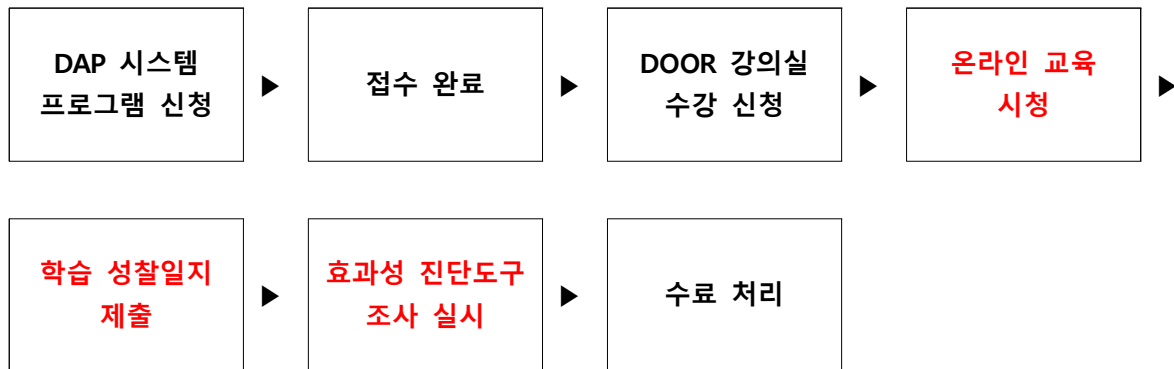 DAP 시스템
프로그램 신청
▶
접수 완료
▶
DOOR 강의실
수강 신청
▶
온라인 교육
시청
▶
학습 성찰일지
제출
▶
효과성 진단도구
조사 실시
▶
수료 처리